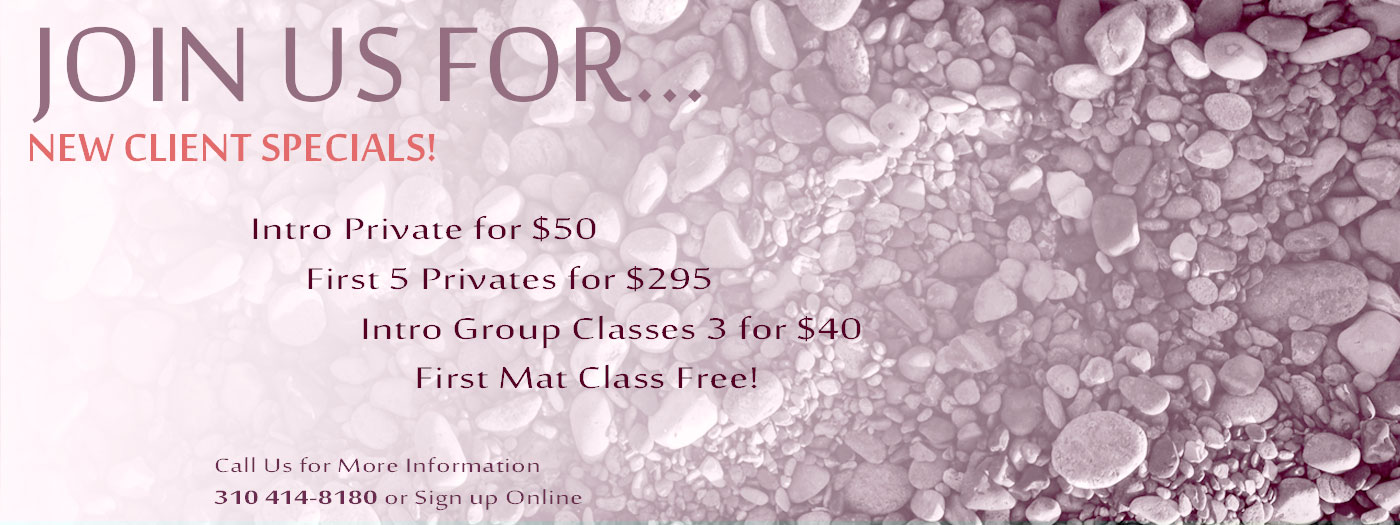 JOIN US FOR...
NEW CLIENT SPECIALS!
Intro Private for $50
First 5 Privates for $295
Intro Group Classes 3 for $40
First Mat Class Free!
Call Us for More Information
310 414-8180 or Sign up Online